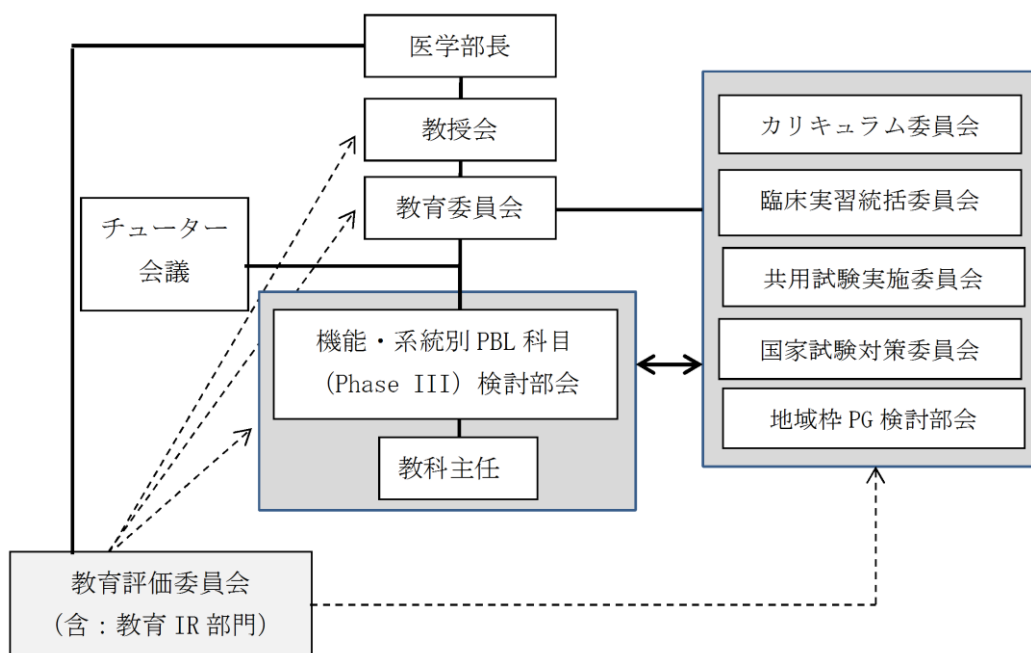 医学部長
教授会
教育委員会
チューター
会議
機能・系統別 PBL 科目
(Phase III) 検討部会
教科主任
カリキュラム委員会
臨床実習統括委員会
共用試験実施委員会
国家試験対策委員会
地域枠 PG 検討部会
教育評価委員会
(含：教育 IR 部門)